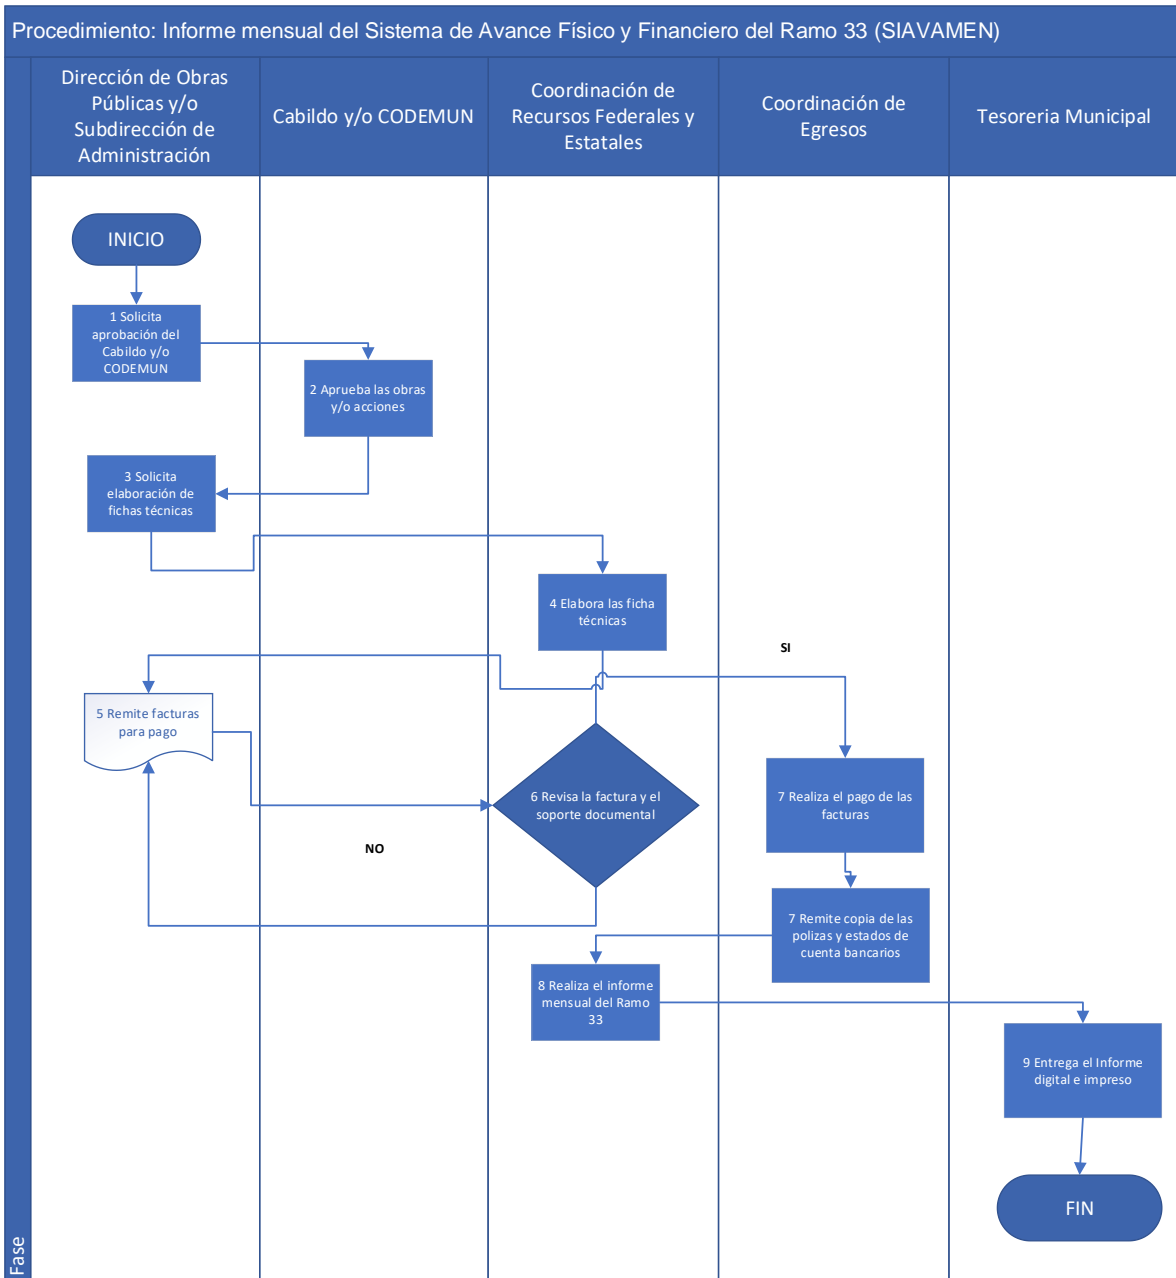 Procedimiento: Informe mensual del Sistema de Avance Físico y Financiero del Ramo 33 (SIAVAMEN)
Dirección de Obras
Públicas y/o
Subdirección de
Administración
Cabildo y/o CODEMUN
Coordinación de
Recursos Federales y
Estatales
Coordinación de
Egresos
Tesoreria Municipal
INICIO
1 Solicita
aprobación del
Cabildo y/o
CODEMUN
2 Aprueba las obras
y/o acciones
3 Solicita
elaboración de
fichas técnicas
4 Elabora las ficha
técnicas
SI
5 Remite facturas
para pago
6 Revisa la factura y el
soporte documental
7 Realiza el pago de las
facturas
NO
7 Remite copia de las
polizas y estados de
cuenta bancarios
8 Realiza el informe
mensual del Ramo
33
9 Entrega el Informe
digital e impreso
FIN
Fase